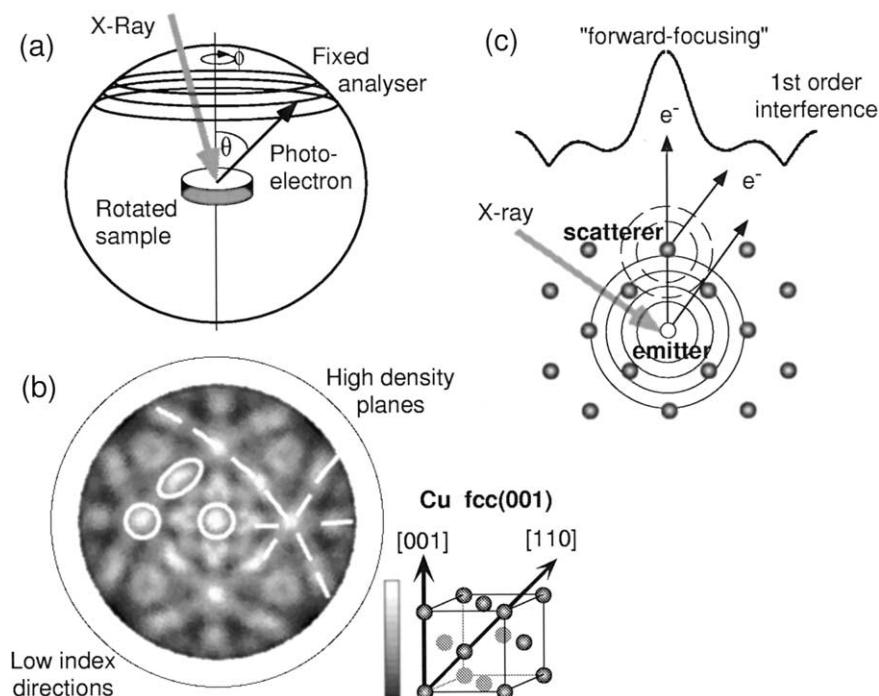 (a)
X-Ray
ϕ
Fixed
analyser
θ
Photo-
electron
Rotated
sample
(c)
"forward-focusing"
1st order
interference
e-
e-
X-ray
scatterer
emitter
(b)
High density
planes
Low index
directions
Cu fcc(001)
[001]
[110]